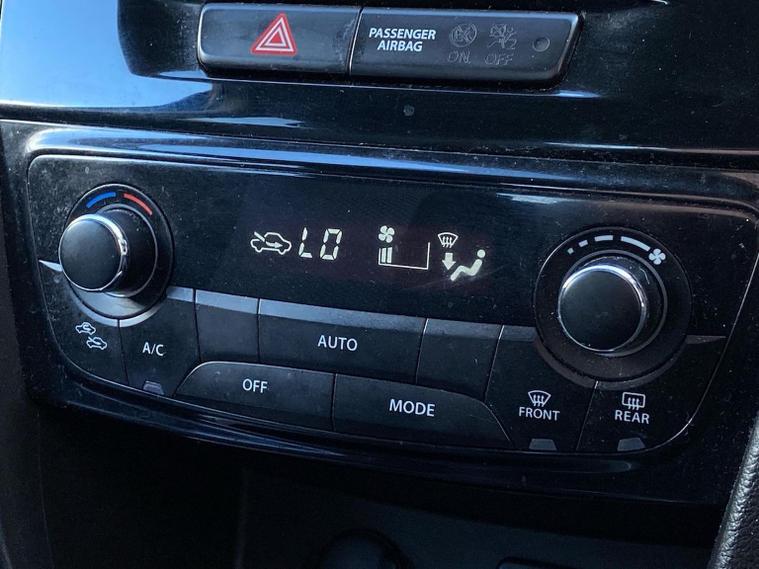 PASSENGER
AIRBAG
ON OFF
LO
A/C
AUTO
OFF
MODE
FRONT
REAR